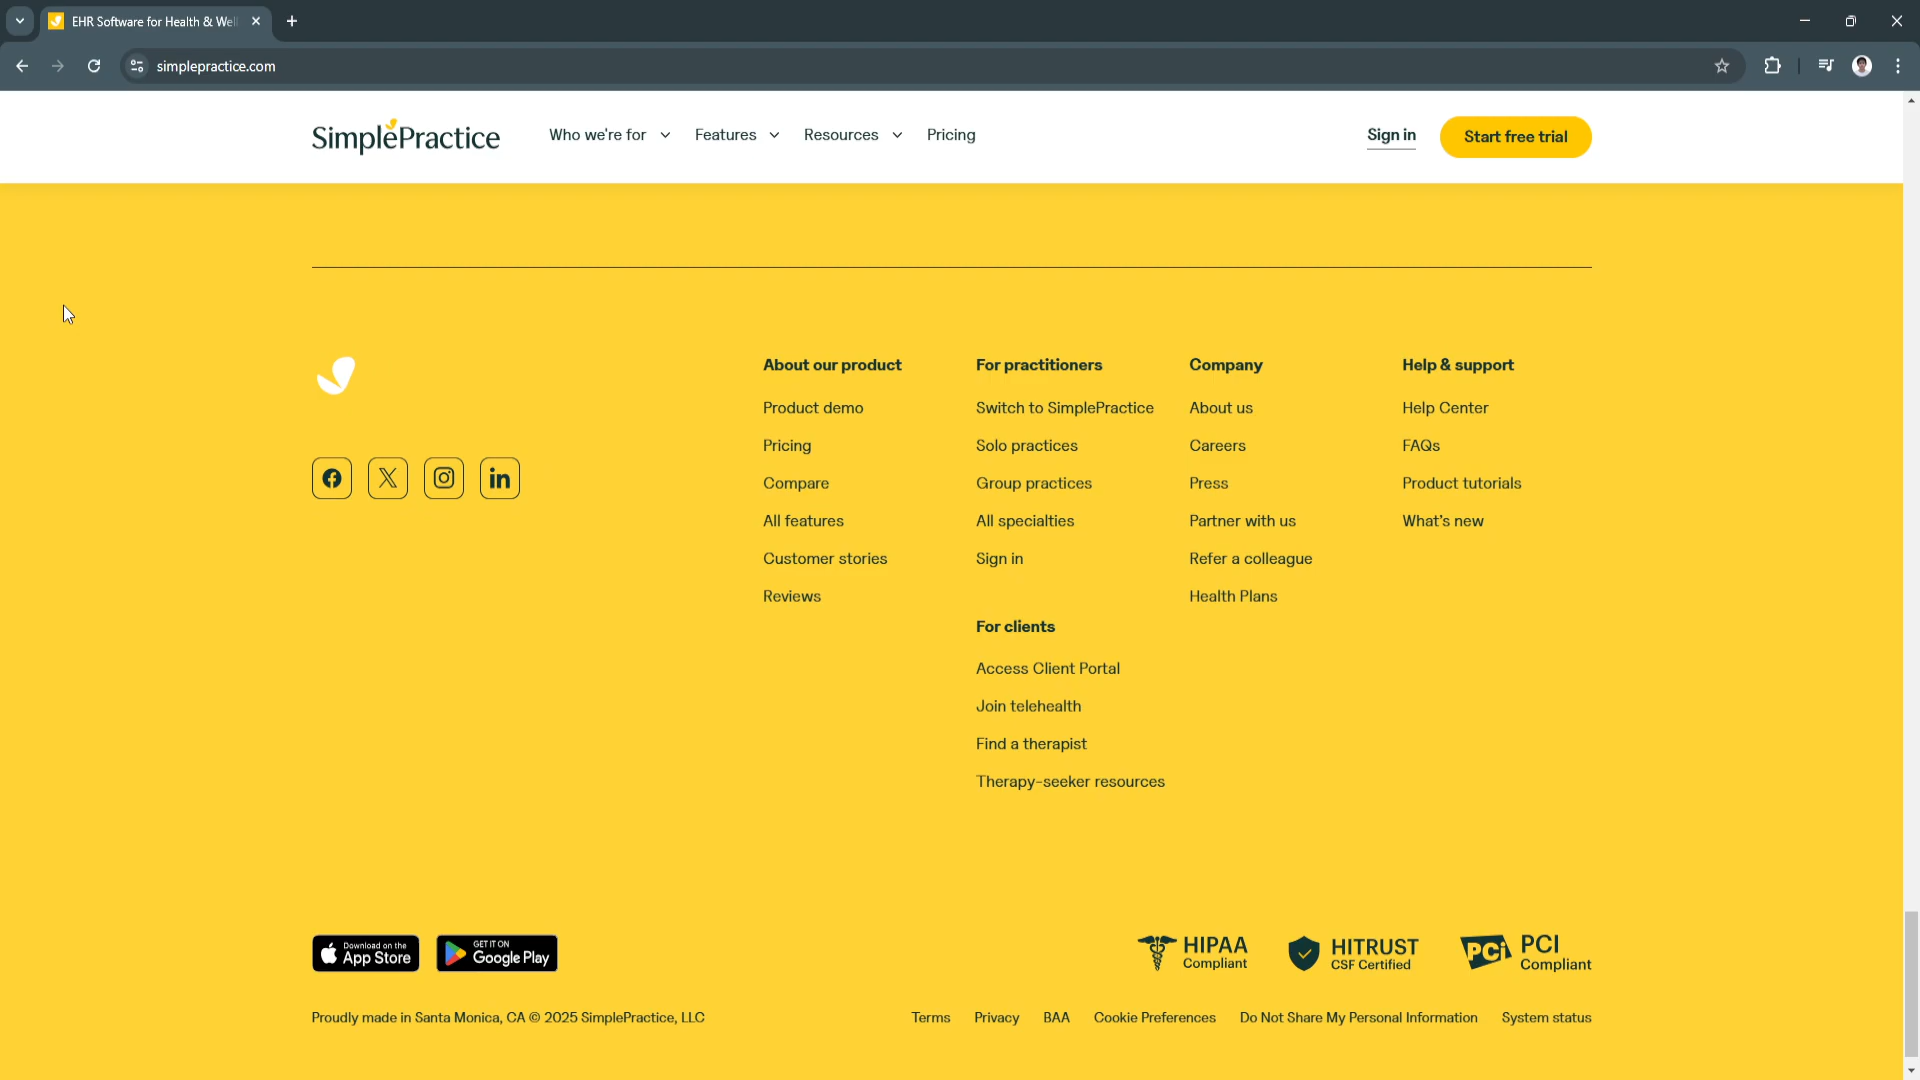 EHR Software for Health & Wel
simplepractice.com
SimplePractice
Who we're for
Features
Resources
Pricing
Sign in
Start free trial
About our product
Product demo
Pricing
Compare
All features
Customer stories
Reviews
For practitioners
Switch to SimplePractice
Solo practices
Group practices
All specialties
Sign in
For clients
Access Client Portal
Join telehealth
Find a therapist
Therapy-seeker resources
Company
About us
Careers
Press
Partner with us
Refer a colleague
Health Plans
Help & support
Help Center
FAQs
Product tutorials
What's new
Download on the
App Store
GET IT ON
Google Play
HIPAA
Compliant
HITRUST
CSF Certified
PCi
PCI
Compliant
Proudly made in Santa Monica, CA © 2025 SimplePractice, LLC
Terms
Privacy
BAA
Cookie Preferences
Do Not Share My Personal Information
System status